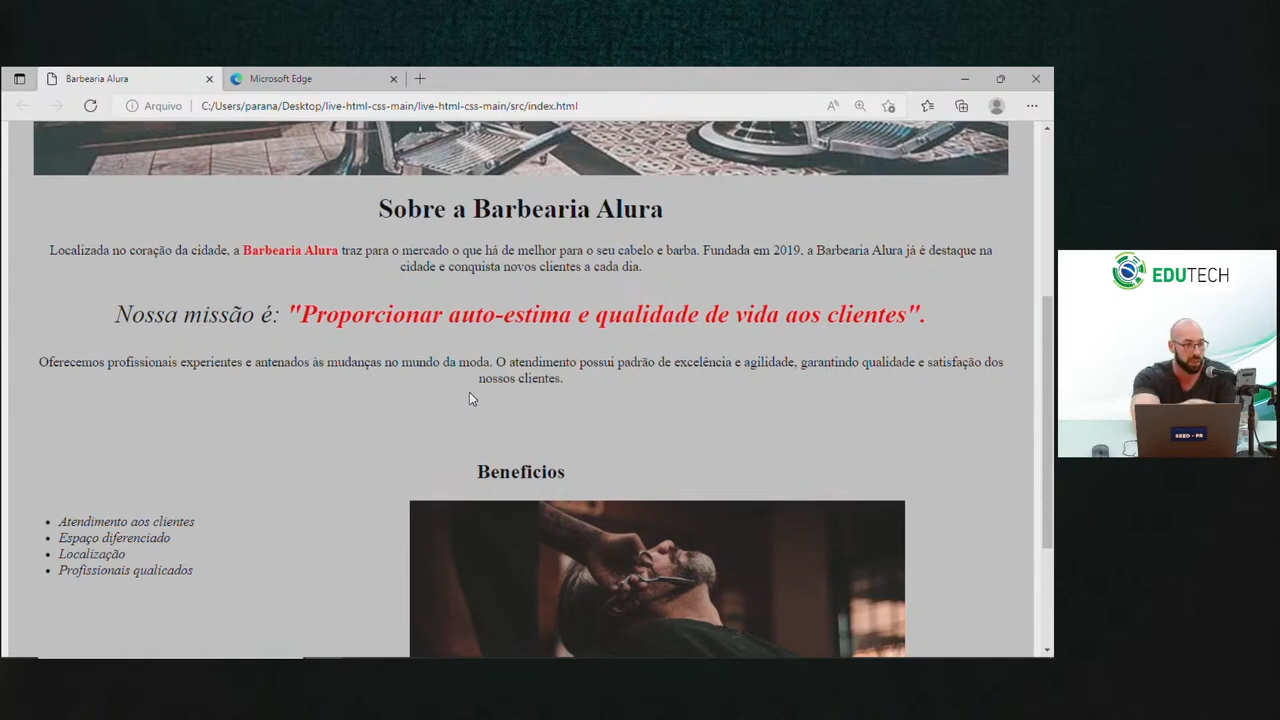 Barbearia Alura
Microsoft Edge
Arquivo
C:/Users/parana/Desktop/live-html-css-main/live-html-css-main/src/index.html
Sobre a Barbearia Alura
Localizada no coração da cidade, a Barbearia Alura traz para o mercado o que há de melhor para o seu cabelo e barba. Fundada em 2019, a Barbearia Alura já é destaque na
cidade e conquista novos clientes a cada dia.
Nossa missão é: "Proporcionar auto-estima e qualidade de vida aos clientes".
Oferecemos profissionais experientes e antenados às mudanças no mundo da moda. O atendimento possui padrão de excelência e agilidade, garantindo qualidade e satisfação dos
nossos clientes.
Beneficios
Atendimento aos clientes
Espaço diferenciado
Localização
Profissionais qualicados
EDUTECH
SEED - PR